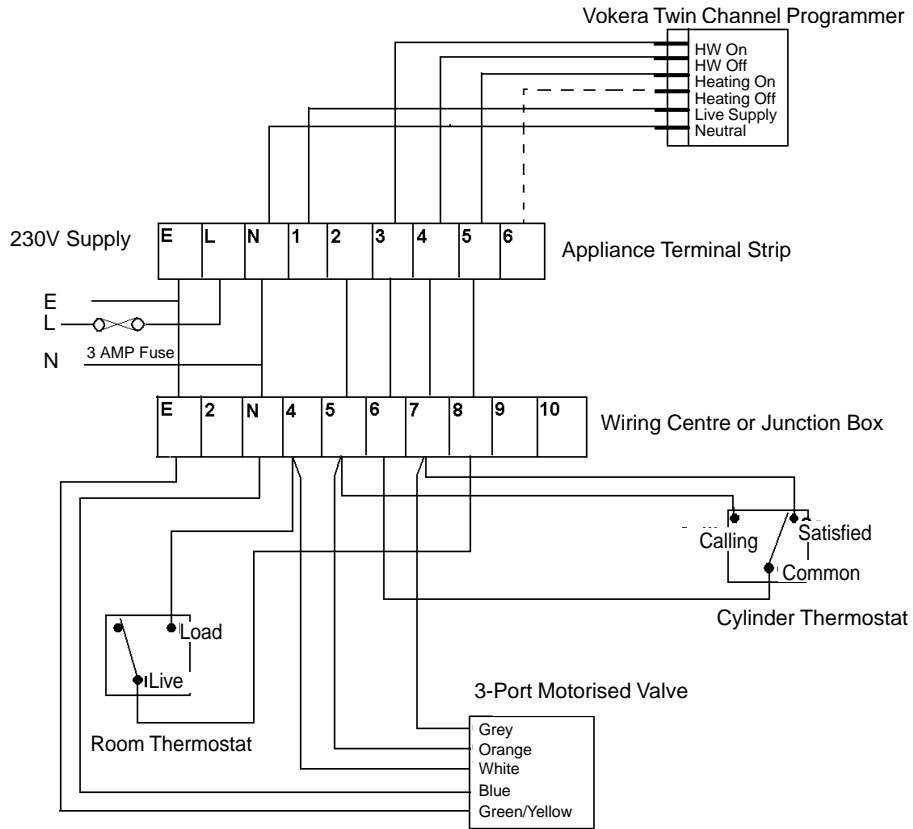 Vokera Twin Channel Programmer
HW On
HW Off
Heating On
Heating Off
Live Supply
Neutral
230V Supply
E L N 1 2 3 4 5 6
Appliance Terminal Strip
E
L
N
3 AMP Fuse
E 2 N 4 5 6 7 8 9 10
Wiring Centre or Junction Box
Calling
Satisfied
Common
Cylinder Thermostat
Load
Live
Room Thermostat
3-Port Motorised Valve
Grey
Orange
White
Blue
Green/Yellow